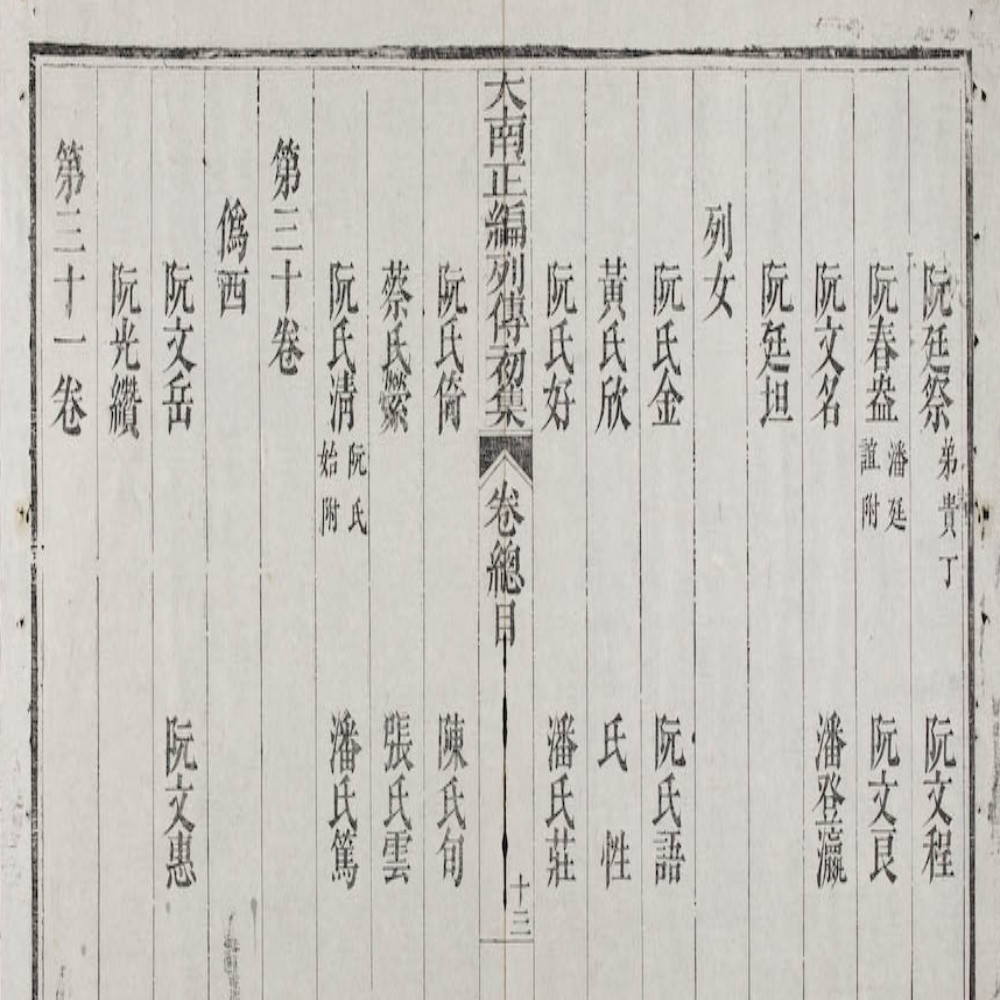 阮廷祭 弟貴丁 阮文程
阮春盎 潘廷誼附 阮文良
阮文名 潘登瀛
阮廷坦
列女
阮氏金 阮氏語
黃氏欣 氏性
阮氏好 潘氏莊
大南正編列傳初集 卷總目 十三
阮氏倚 陳氏旬
蔡氏縈 張氏雲
阮氏清 阮氏始附 潘氏篤
第三十卷
僞西
阮文岳 阮文惠
阮光纘
第三十一卷